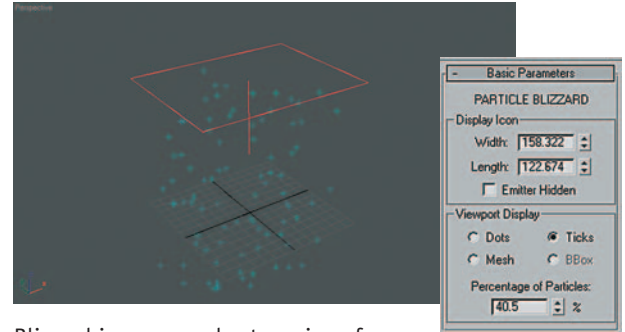 Perspective
- Basic Parameters
PARTICLE BLIZZARD
Display Icon
Width: 158.322
Length: 122.674
Emitter Hidden
Viewport Display
Dots Ticks
Mesh BBox
Percentage of Particles:
40.5 %